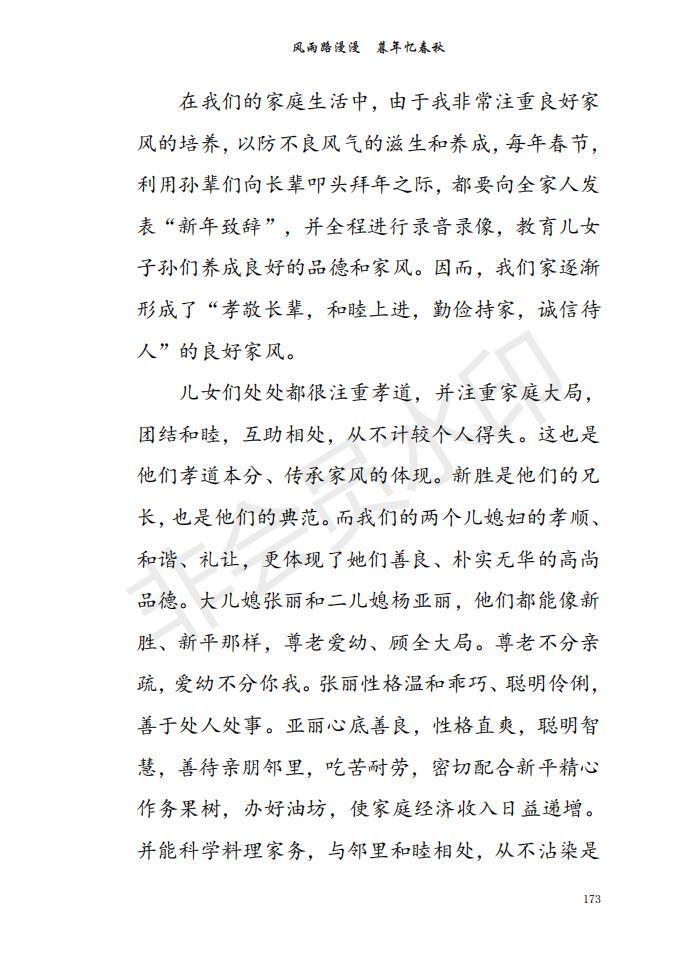 风雨路漫漫　暮年忆春秋
在我们的家庭生活中，由于我非常注重良好家
风的培养，以防不良风气的滋生和养成，每年春节，
利用孙辈们向长辈叩头拜年之际，都要向全家人发
表“新年致辞”，并全程进行录音录像，教育儿女
子孙们养成良好的品德和家风。因而，我们家逐渐
形成了“孝敬长辈，和睦上进，勤俭持家，诚信待
人”的良好家风。
儿女们处处都很注重孝道，并注重家庭大局，
团结和睦，互助相处，从不计较个人得失。这也是
他们孝道本分、传承家风的体现。新胜是他们的兄
长，也是他们的典范。而我们的两个儿媳妇的孝顺、
和谐、礼让，更体现了她们善良、朴实无华的高尚
品德。大儿媳张丽和二儿媳杨亚丽，他们都能像新
胜、新平那样，尊老爱幼、顾全大局。尊老不分亲
疏，爱幼不分你我。张丽性格温和乖巧、聪明伶俐，
善于处人处事。亚丽心底善良，性格直爽，聪明智
慧，善待亲朋邻里，吃苦耐劳，密切配合新平精心
作务果树，办好油坊，使家庭经济收入日益递增。
并能科学料理家务，与邻里和睦相处，从不沾染是
173
非会员水印